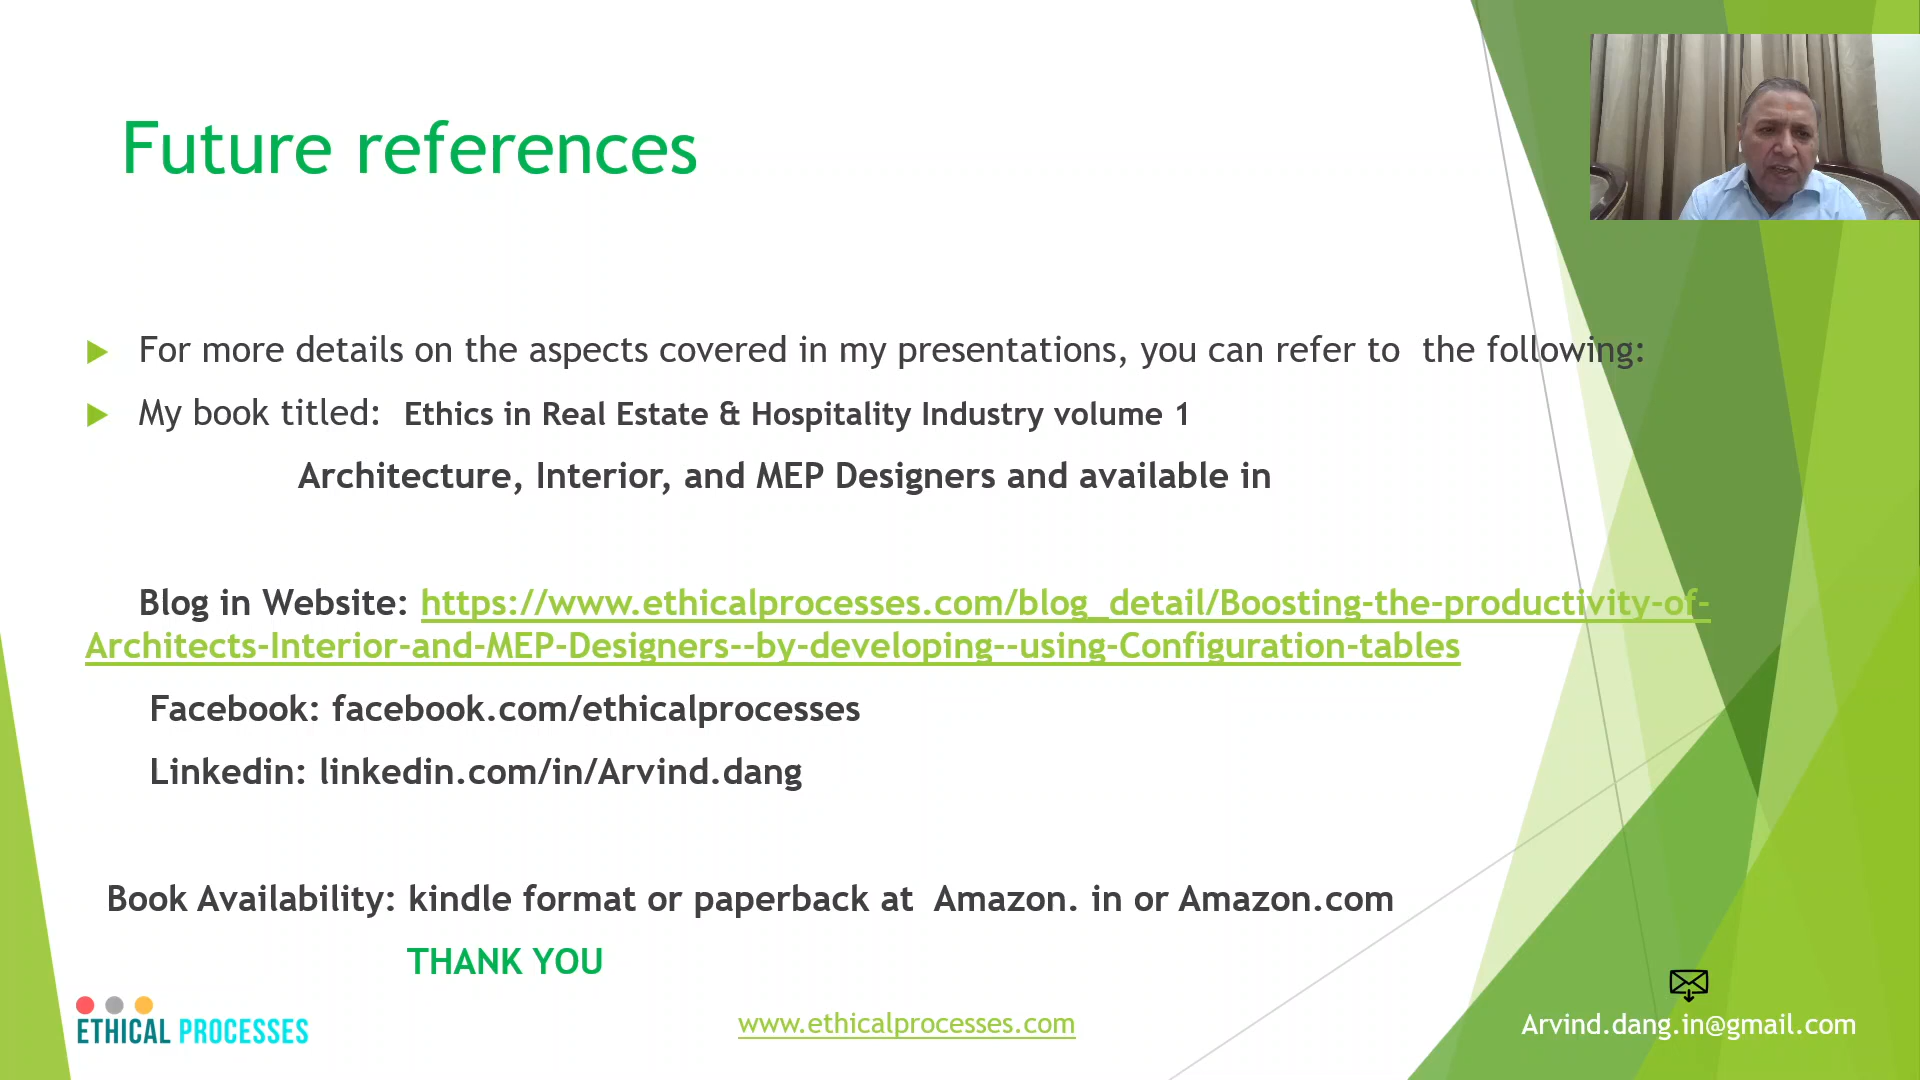 Future references
For more details on the aspects covered in my presentations, you can refer to the following:
My book titled: Ethics in Real Estate & Hospitality Industry volume 1
Architecture, Interior, and MEP Designers and available in
Blog in Website: https://www.ethicalprocesses.com/blog_detail/Boosting-the-productivity-of-
Architects-Interior-and-MEP-Designers--by-developing--using-Configuration-tables
Facebook: facebook.com/ethicalprocesses
Linkedin: linkedin.com/in/Arvind.dang
Book Availability: kindle format or paperback at Amazon. in or Amazon.com
THANK YOU
ETHICAL PROCESSES
www.ethicalprocesses.com
Arvind.dang.in@gmail.com